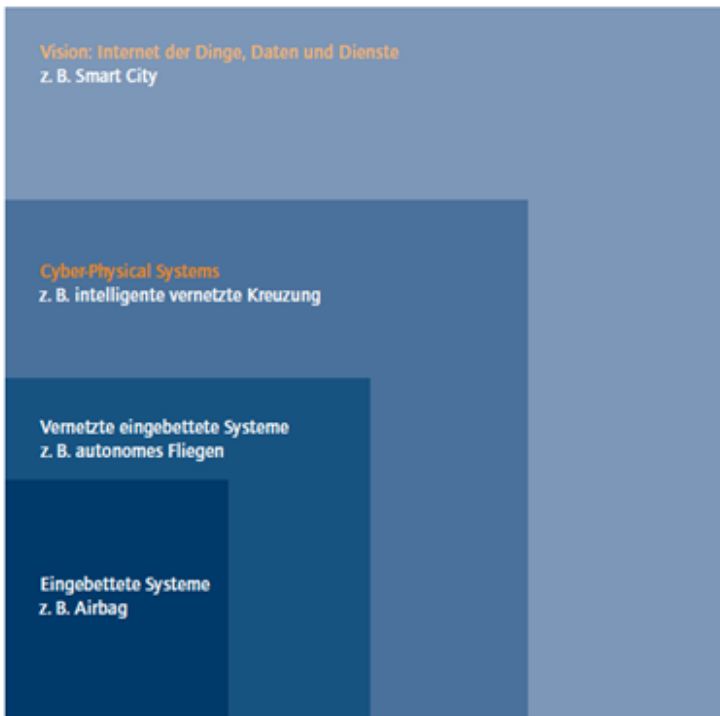 Vision: Internet der Dinge, Daten und Dienste
z. B. Smart City
Cyber-Physical Systems
z. B. intelligente vernetzte Kreuzung
Vernetzte eingebettete Systeme
z. B. autonomes Fliegen
Eingebettete Systeme
z. B. Airbag